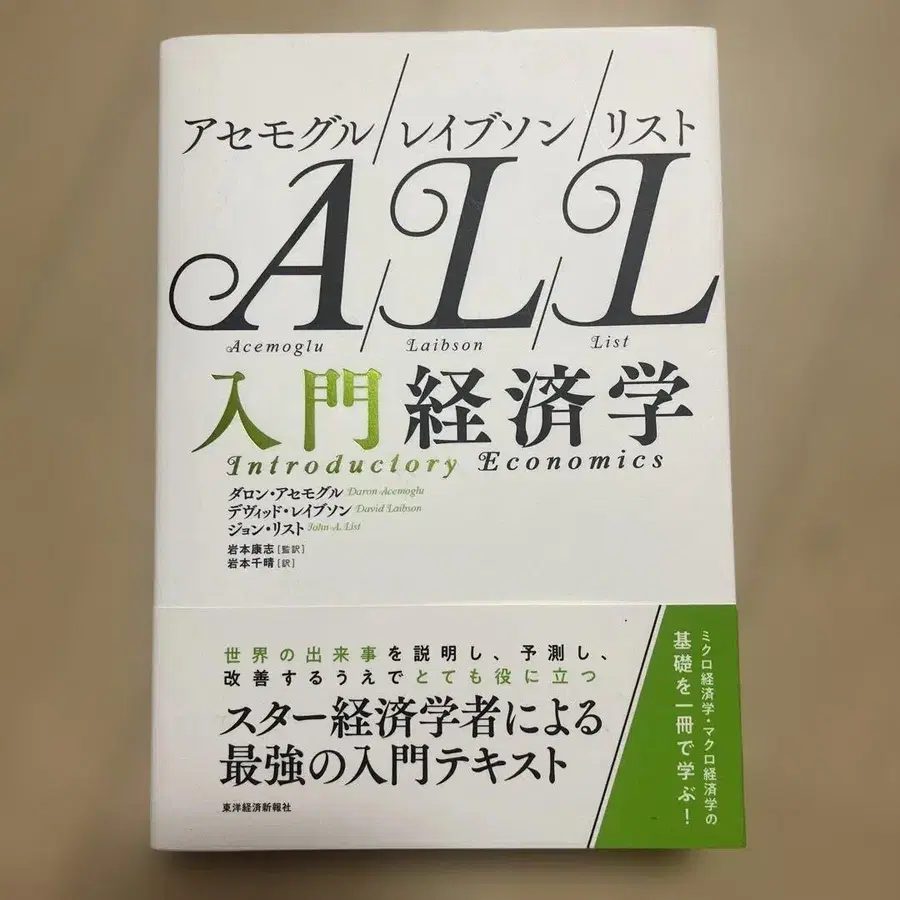 アセモグル/レイブソン/リスト
A/L/L
Acemoglu Laibson List
入門経済学
Introductory Economics
ダロン・アセモグル Daron Acemoglu
デヴィッド・レイブソン David Laibson
ジョン・リスト John A. List
岩本康志[監訳]
岩本千晴[訳]
世界の出来事を説明し、予測し、
改善するうえでとても役に立つ
スター経済学者による
最強の入門テキスト
東洋経済新報社
ミクロ経済学・マクロ経済学の
基礎を一冊で学ぶ!